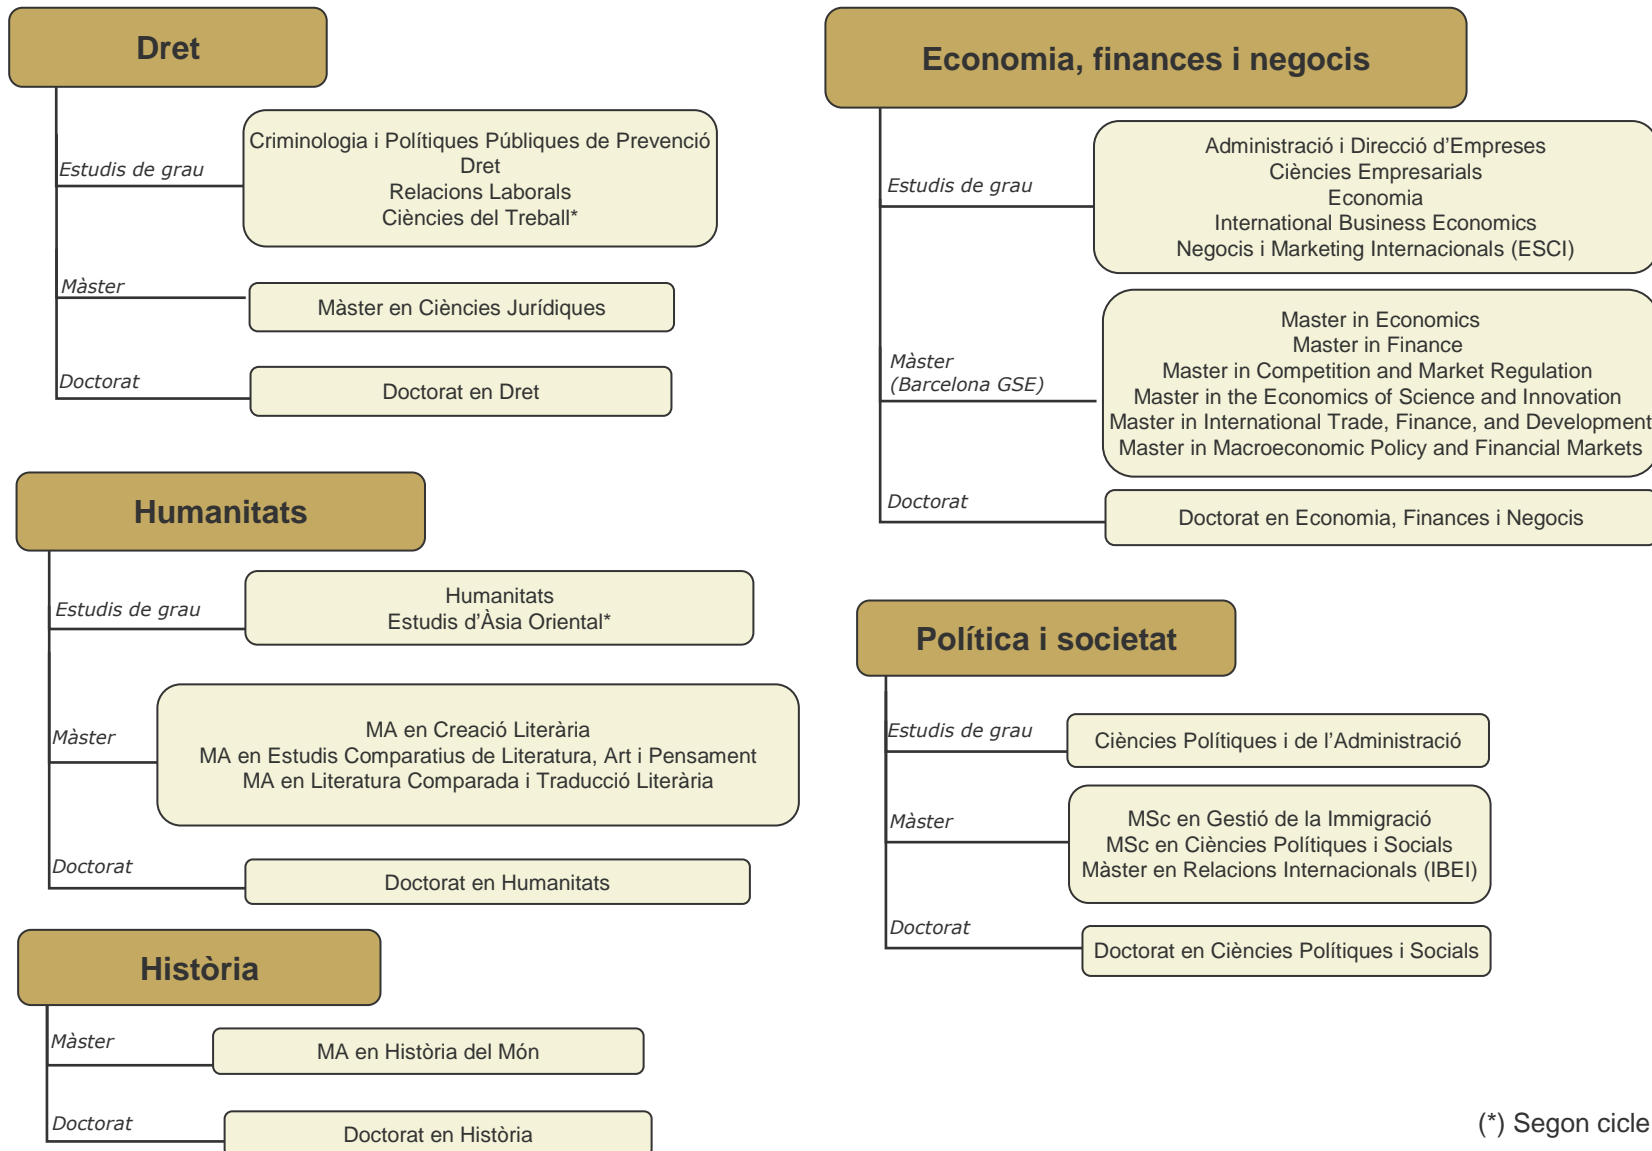 Dret
Estudis de grau
Criminologia i Polítiques Públiques de Prevenció
Dret
Relacions Laborals
Ciències del Treball*
Màster
Màster en Ciències Jurídiques
Doctorat
Doctorat en Dret
Humanitats
Estudis de grau
Humanitats
Estudis d’Àsia Oriental*
Màster
MA en Creació Literària
MA en Estudis Comparatius de Literatura, Art i Pensament
MA en Literatura Comparada i Traducció Literària
Doctorat
Doctorat en Humanitats
Història
Màster
MA en Història del Món
Doctorat
Doctorat en Història
Economia, finances i negocis
Estudis de grau
Administració i Direcció d’Empreses
Ciències Empresarials
Economia
International Business Economics
Negocis i Marketing Internacionals (ESCI)
Màster
(Barcelona GSE)
Master in Economics
Master in Finance
Master in Competition and Market Regulation
Master in the Economics of Science and Innovation
Master in International Trade, Finance, and Development
Master in Macroeconomic Policy and Financial Markets
Doctorat
Doctorat en Economia, Finances i Negocis
Política i societat
Estudis de grau
Ciències Polítiques i de l’Administració
Màster
MSc en Gestió de la Immigració
MSc en Ciències Polítiques i Socials
Màster en Relacions Internacionals (IBEI)
Doctorat
Doctorat en Ciències Polítiques i Socials
(*) Segon cicle